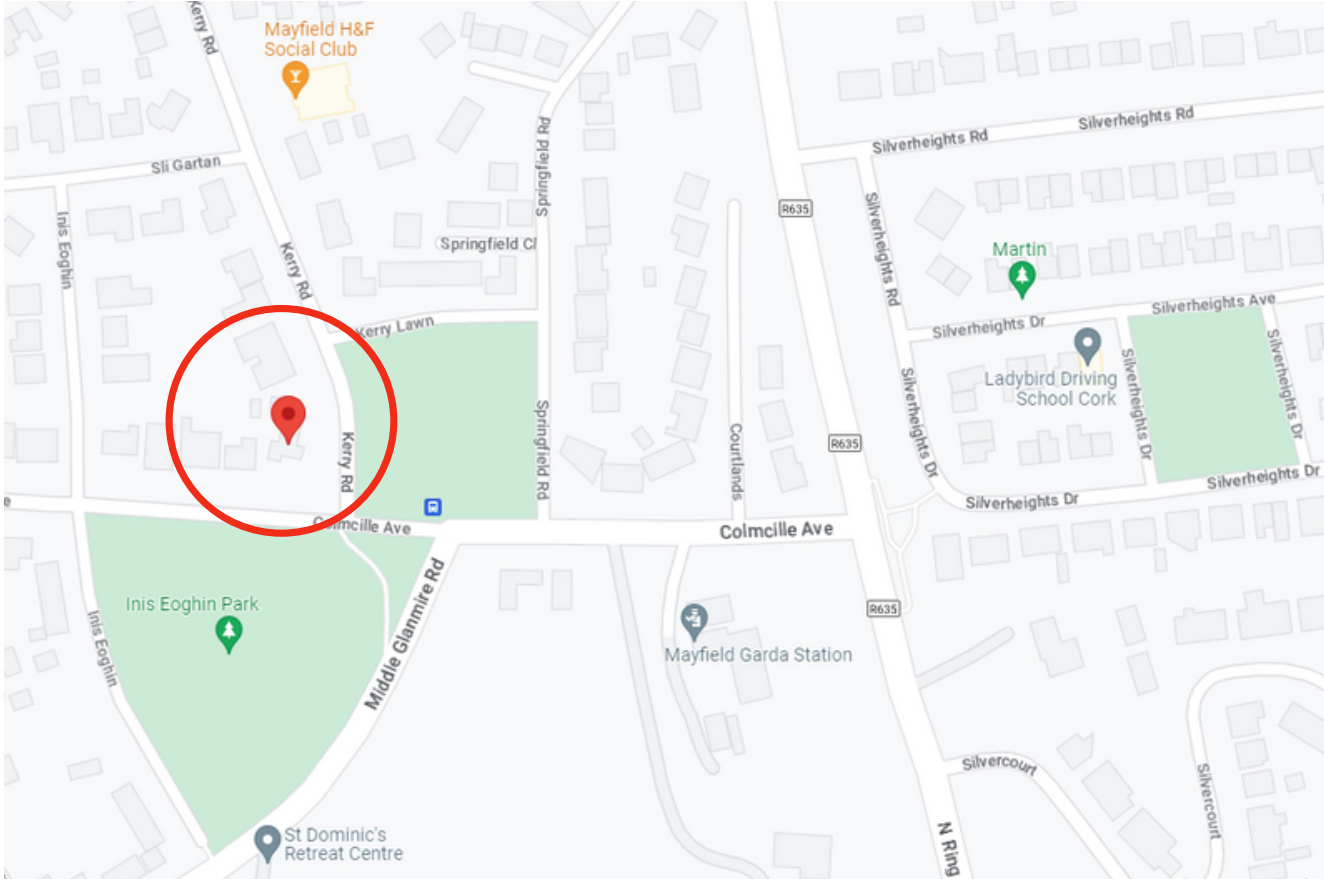 Kerry Rd
Mayfield H&F
Social Club
Sli Gartan
Springfield Rd
Silverheights Rd
Silverheights Rd
R635
Inis Eoghin
Kerry Rd
Springfield Cl
Silverheights Rd
Martin
Kerry Lawn
Silverheights Dr
Silverheights Ave
Ladybird Driving
School Cork
Silverheights Dr
Silverheights Dr
Silverheights Dr
Kerry Rd
Springfield Rd
Courtlands
R635
Silverheights Dr
Silverheights Dr
Colmcille Ave
Colmcille Ave
Inis Eoghin Park
Inis Eoghin
Middle Glanmire Rd
Mayfield Garda Station
R635
Silvercourt
Silvercourt
N Ring
St Dominic's
Retreat Centre